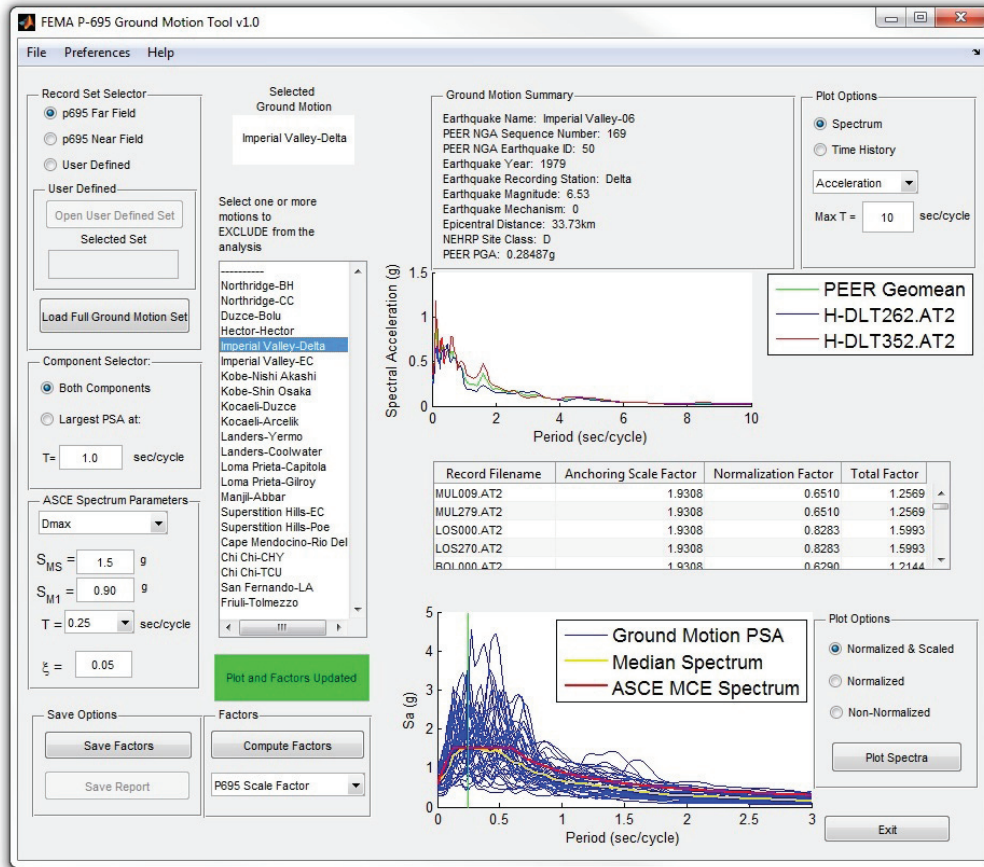 FEMA P-695 Ground Motion Tool v1.0
File Preferences Help
Record Set Selector
p695 Far Field
p695 Near Field
User Defined
User Defined
Open User Defined Set
Selected Set
Load Full Ground Motion Set
Component Selector:
Both Components
Largest PSA at:
T= 1.0 sec/cycle
ASCE Spectrum Parameters
Dmax
SMS = 1.5 g
SM1 = 0.90 g
T = 0.25 sec/cycle
ξ = 0.05
Save Options
Save Factors
Save Report
Selected
Ground Motion
Imperial Valley-Delta
Select one or more
motions to
EXCLUDE from the
analysis
----------
Northridge-BH
Northridge-CC
Duzce-Bolu
Hector-Hector
Imperial Valley-Delta
Imperial Valley-EC
Kobe-Nishi Akashi
Kobe-Shin Osaka
Kocaeli-Duzce
Kocaeli-Arcelik
Landers-Yermo
Landers-Coolwater
Loma Prieta-Capitola
Loma Prieta-Gilroy
Manjil-Abbar
Superstition Hills-EC
Superstition Hills-Poe
Cape Mendocino-Rio Del
Chi Chi-CHY
Chi Chi-TCU
San Fernando-LA
Friuli-Tolmezzo
Plot and Factors Updated
Factors
Compute Factors
P695 Scale Factor
Ground Motion Summary
Earthquake Name: Imperial Valley-06
PEER NGA Sequence Number: 169
PEER NGA Earthquake ID: 50
Earthquake Year: 1979
Earthquake Recording Station: Delta
Earthquake Magnitude: 6.53
Earthquake Mechanism: 0
Epicentral Distance: 33.73km
NEHRP Site Class: D
PEER PGA: 0.28487g
Plot Options
Spectrum
Time History
Acceleration
Max T = 10 sec/cycle
Spectral Acceleration (g)
1.5
1
0.5
0
0 2 4 6 8 10
Period (sec/cycle)
PEER Geomean
H-DLT262.AT2
H-DLT352.AT2
Record Filename Anchoring Scale Factor Normalization Factor Total Factor
MUL009.AT2 1.9308 0.6510 1.2569
MUL279.AT2 1.9308 0.6510 1.2569
LOS000.AT2 1.9308 0.8283 1.5993
LOS270.AT2 1.9308 0.8283 1.5993
BOL000.AT2 1.9308 0.6290 1.2144
Sa (g)
5
4
3
2
1
0
0 0.5 1 1.5 2 2.5 3
Period (sec/cycle)
Ground Motion PSA
Median Spectrum
ASCE MCE Spectrum
Plot Options
Normalized & Scaled
Normalized
Non-Normalized
Plot Spectra
Exit